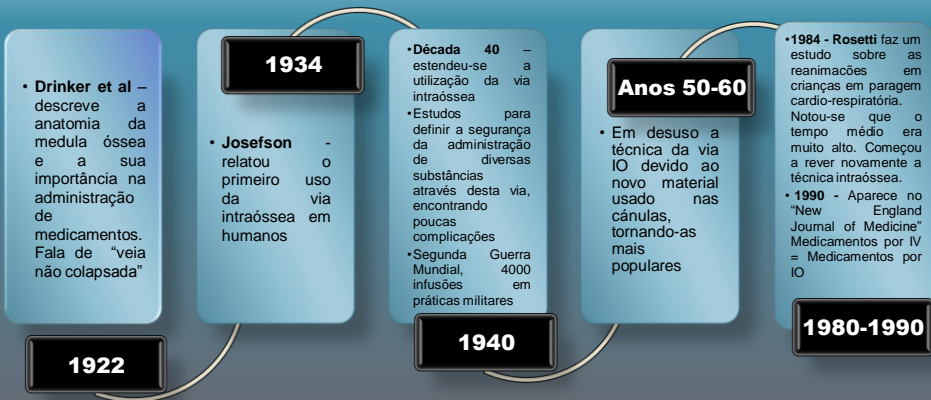 • Drinker et al –
descreve a
anatomia da
medula óssea
e a sua
importância na
administração
de
medicamentos.
Fala de “veia
não colapsada”
1922
1934
• Josefson -
relatou o
primeiro uso
da via
intraóssea em
humanos
•Década 40 –
estendeu-se a
utilização da via
intraóssea
•Estudos para
definir a segurança
da administração
de diversas
substâncias
através desta via,
encontrando
poucas
complicações
•Segunda Guerra
Mundial, 4000
infusões em
práticas militares
1940
Anos 50-60
• Em desuso a
técnica da via
IO devido ao
novo material
usado nas
cánulas,
tornando-as
mais
populares
•1984 - Rosetti faz um
estudo sobre as
reanimacões em
crianças em paragem
cardio-respiratória.
Notou-se que o
tempo médio era
muito alto. Começou
a rever novamente a
técnica intraóssea.
• 1990 - Aparece no
“New England
Journal of Medicine”
Medicamentos por IV
= Medicamentos por
IO
1980-1990